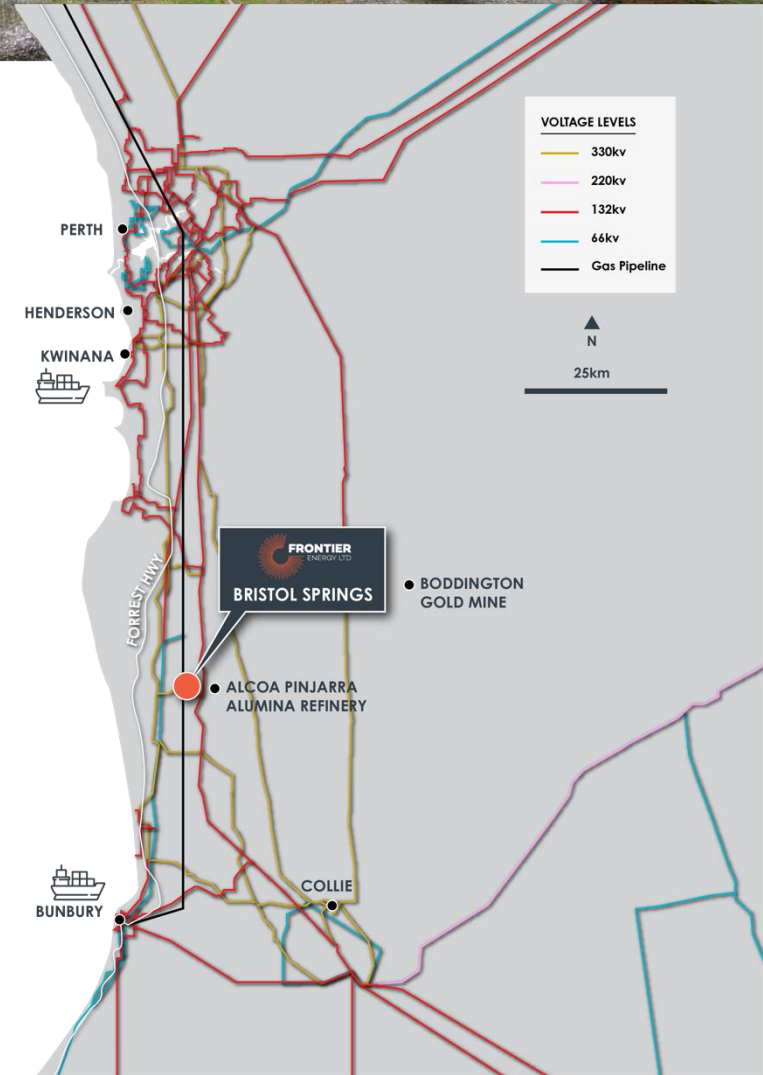 VOLTAGE LEVELS
330kv
220kv
132kv
66kv
Gas Pipeline
N
25km
PERTH
HENDERSON
KWINANA
FORREST HWY
FRONTIER
ENERGY LTD
BRISTOL SPRINGS
BODDINGTON
GOLD MINE
ALCOA PINJARRA
ALUMINA REFINERY
COLLIE
BUNBURY